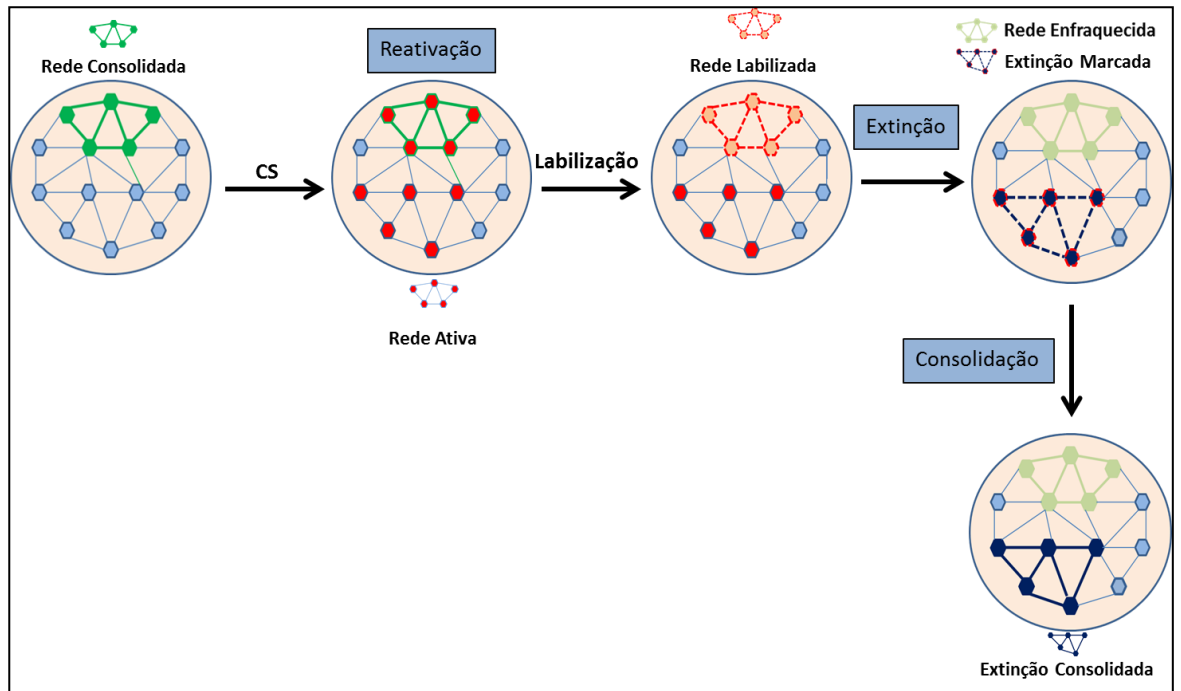 Rede Consolidada
CS
Reativação
Rede Ativa
Labilização
Rede Labilizada
Extinção
Rede Enfraquecida
Extinção Marcada
Consolidação
Extinção Consolidada